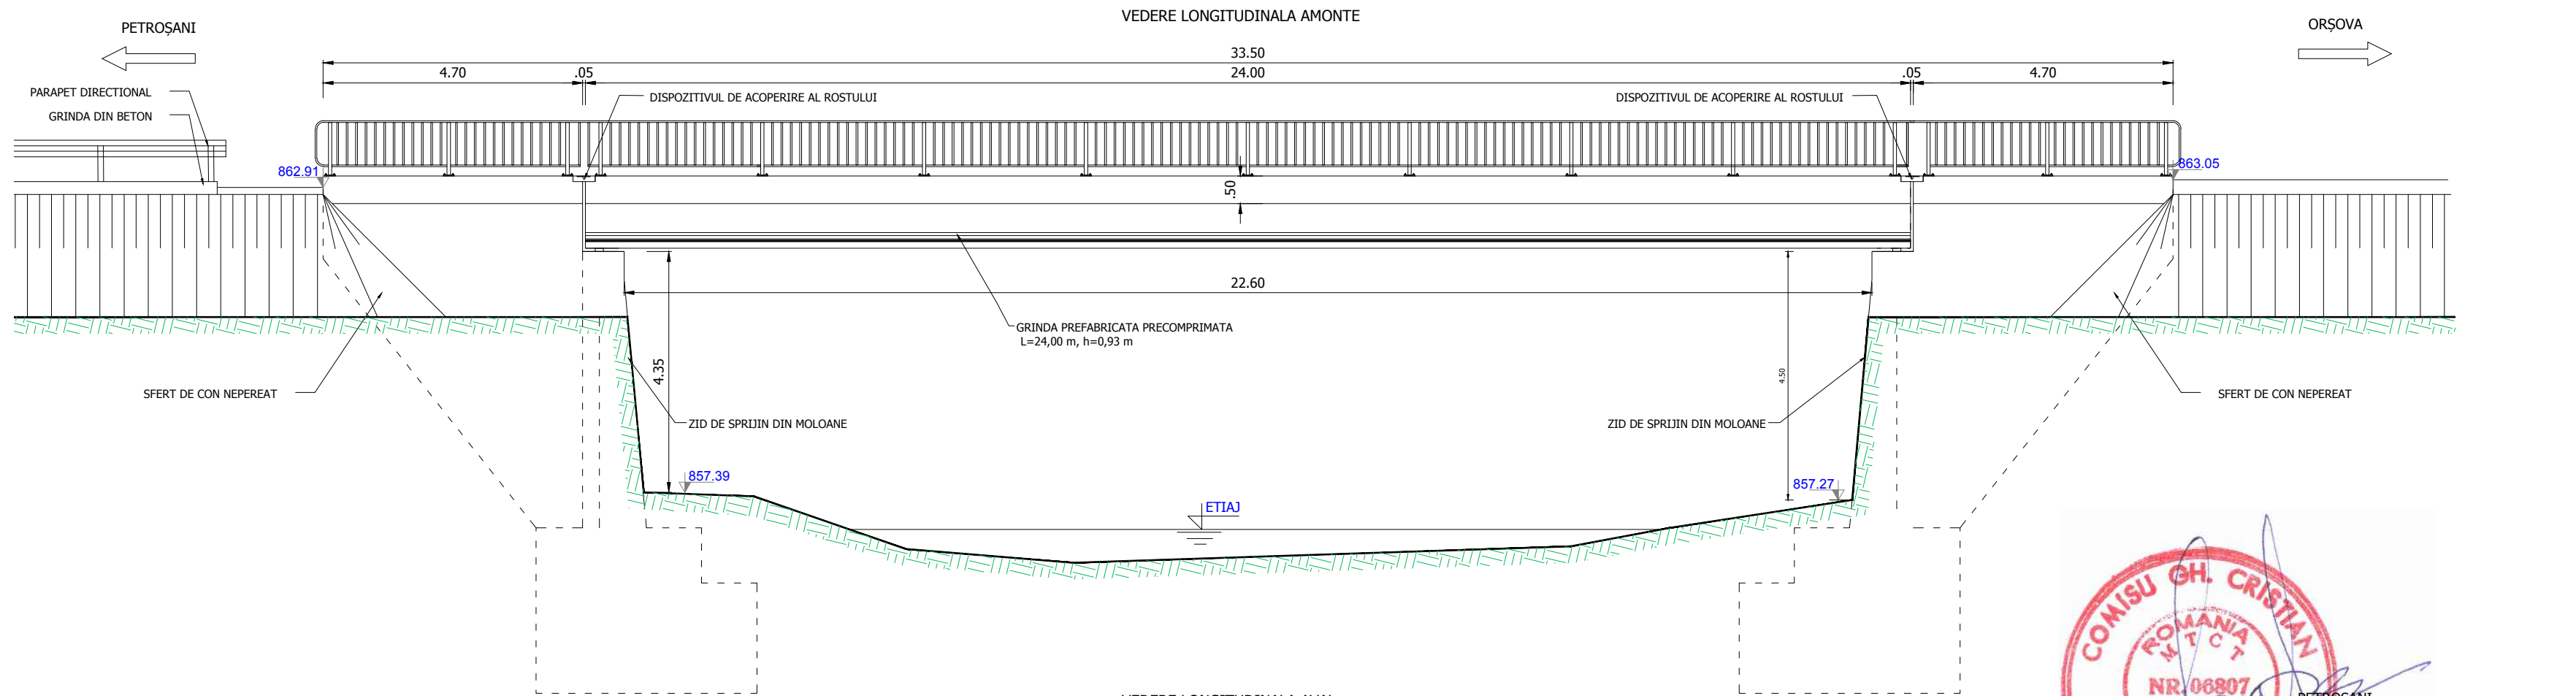 VEDERE LONGITUDINALA AMONTE
PETROȘANI
ORȘOVA
33.50
4.70
.05
24.00
.05
4.70
PARAPET DIRECTIONAL
DISPOZITIVUL DE ACOPERIRE AL ROSTULUI
DISPOZITIVUL DE ACOPERIRE AL ROSTULUI
GRINDA DIN BETON
862.91
863.05
.50
22.60
GRINDA PREFABRICATA PRECOMPRIMATA
L=24,00 m, h=0,93 m
4.35
4.50
SFERT DE CON NEPEREAT
SFERT DE CON NEPEREAT
ZID DE SPRIJIN DIN MOLOANE
ZID DE SPRIJIN DIN MOLOANE
857.39
857.27
ETIAJ
COMISU GH. CRISTIAN
ROMANIA
M T C T
NR. 06807